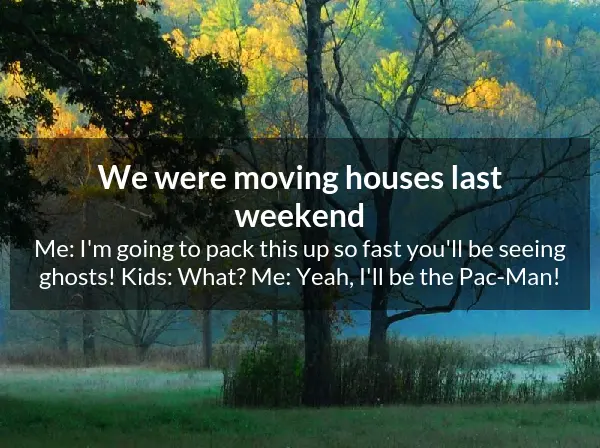 We were moving houses last
weekend
Me: I'm going to pack this up so fast you'll be seeing
ghosts! Kids: What? Me: Yeah, I'll be the Pac-Man!